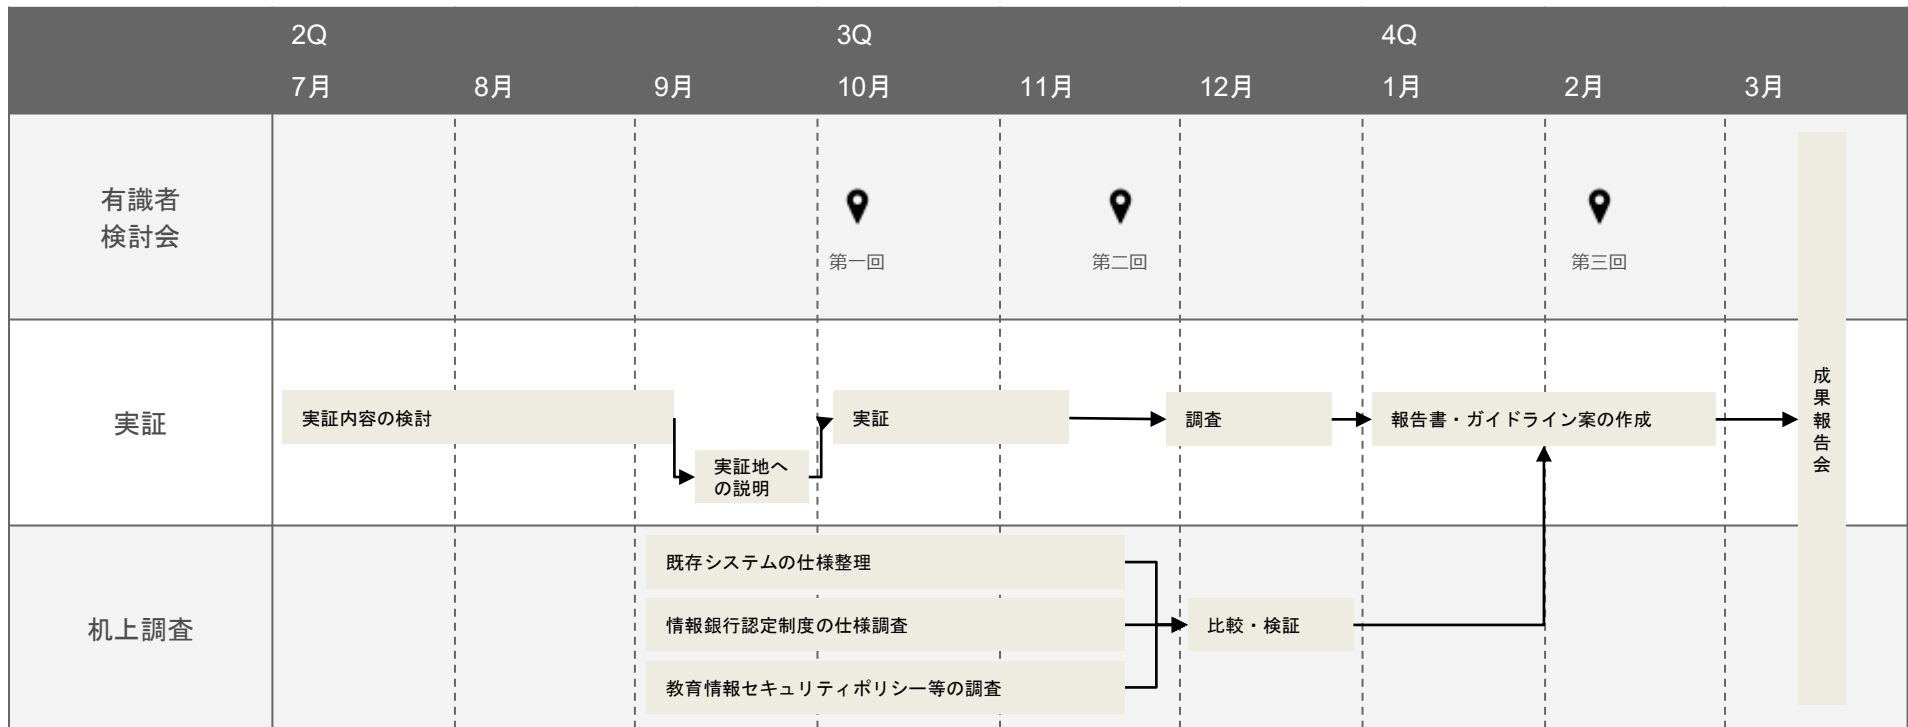 2Q
3Q
4Q
7月
8月
9月
10月
11月
12月
1月
2月
3月
有識者
検討会
第一回
第二回
第三回
成果報告会
実証
実証内容の検討
実証地へ
の説明
実証
調査
報告書・ガイドライン案の作成
机上調査
既存システムの仕様整理
情報銀行認定制度の仕様調査
教育情報セキュリティポリシー等の調査
比較・検証